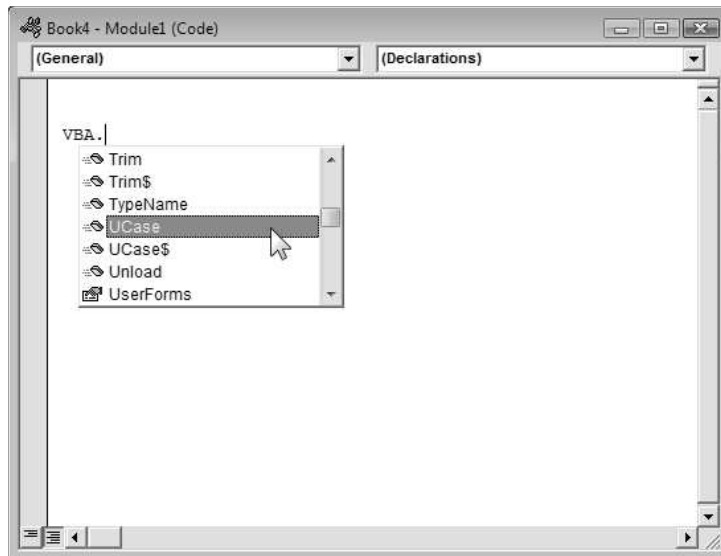 Book4 - Module1 (Code)
(General) (Declarations)
VBA.
Trim
Trim$
TypeName
UCase
UCase$
Unload
UserForms